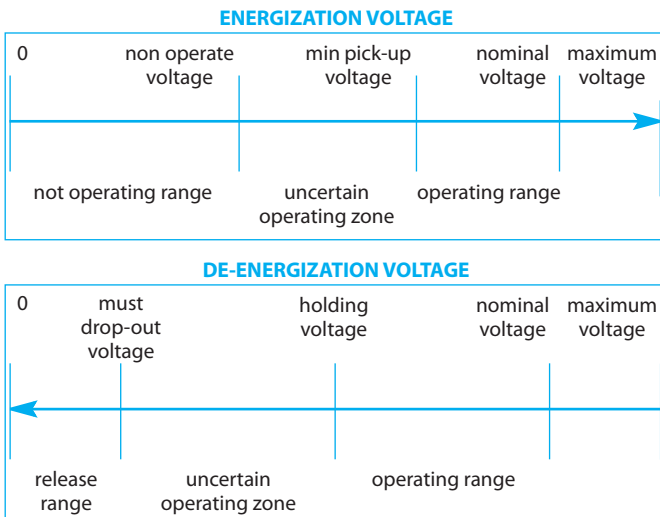 ENERGIZATION VOLTAGE
0 non operate min pick-up nominal maximum
voltage voltage voltage voltage
not operating range uncertain operating range
operating zone
DE-ENERGIZATION VOLTAGE
0 must holding nominal maximum
drop-out voltage voltage voltage
voltage
release uncertain operating range
range operating zone